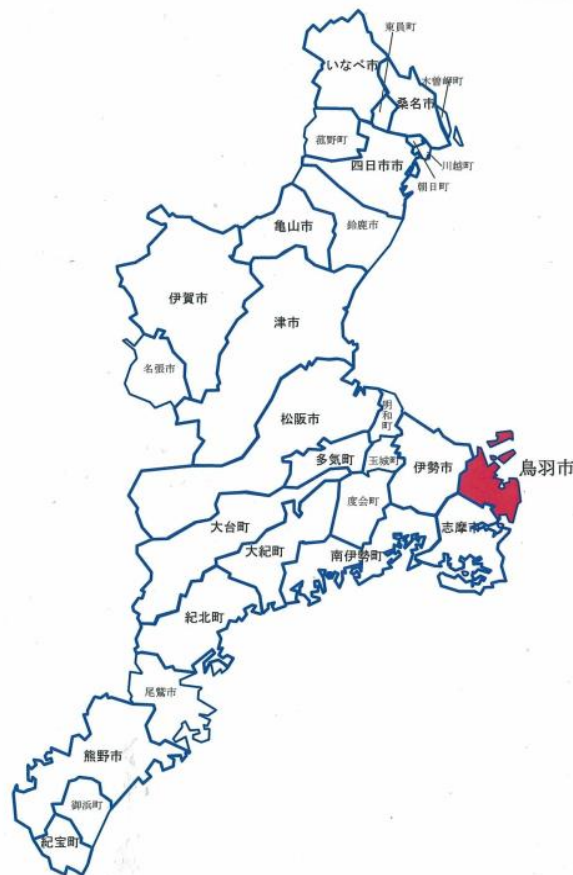 東員町
いなべ市
木曽岬町
桑名市
菰野町
四日市市
川越町
朝日町
亀山市
鈴鹿市
伊賀市
津市
名張市
松阪市
明和町
多気町
玉城町
伊勢市
鳥羽市
度会町
大台町
志摩市
大紀町
南伊勢町
紀北町
尾鷲市
熊野市
御浜町
紀宝町